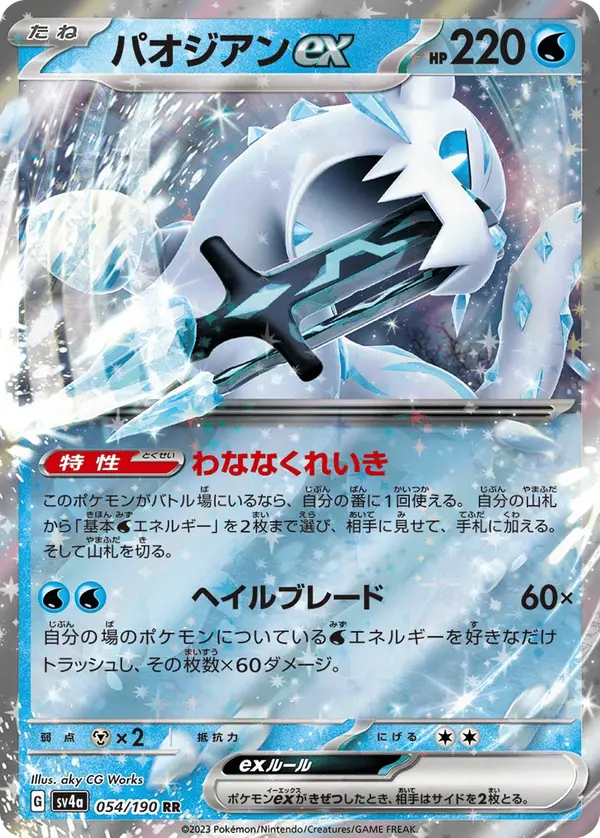 たね
パオジアンex
HP220
特性
とくせい
わななくれいき
このポケモンがバトル場にいるなら、自分の番に1回使える。自分の山札
から「基本エネルギー」を2枚まで選び、相手に見せて、手札に加える。
そして山札を切る。
ヘイルブレード 60×
自分の場のポケモンについているエネルギーを好きなだけ
トラッシュし、その枚数×60ダメージ。
弱点 ×2 抵抗力 にげる
exルール
ポケモンexがきぜつしたとき、相手はサイドを2枚とる。
Illus. aky CG Works
G sv4a 054/190 RR
©2023 Pokémon/Nintendo/Creatures/GAME FREAK.